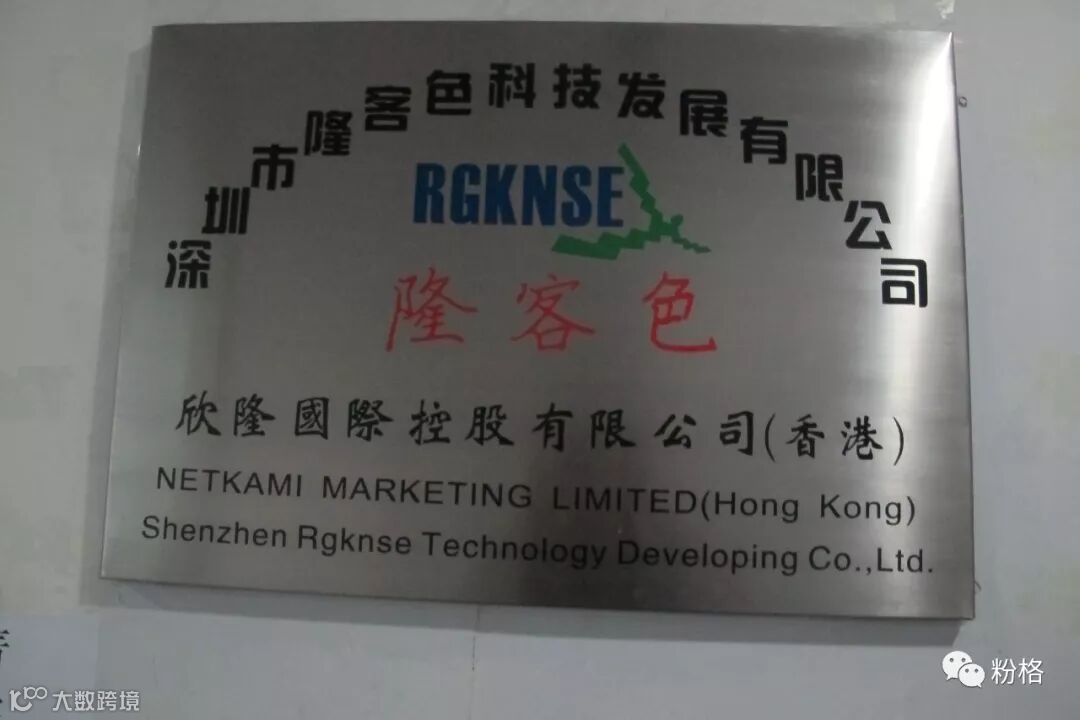 深圳市隆客色科技发展有限公司
RGKNSE
隆客色
欣隆國際控股有限公司(香港)
NETKAMI MARKETING LIMITED(Hong Kong)
Shenzhen Rgknse Technology Developing Co.,Ltd.
粉格
大数跨境